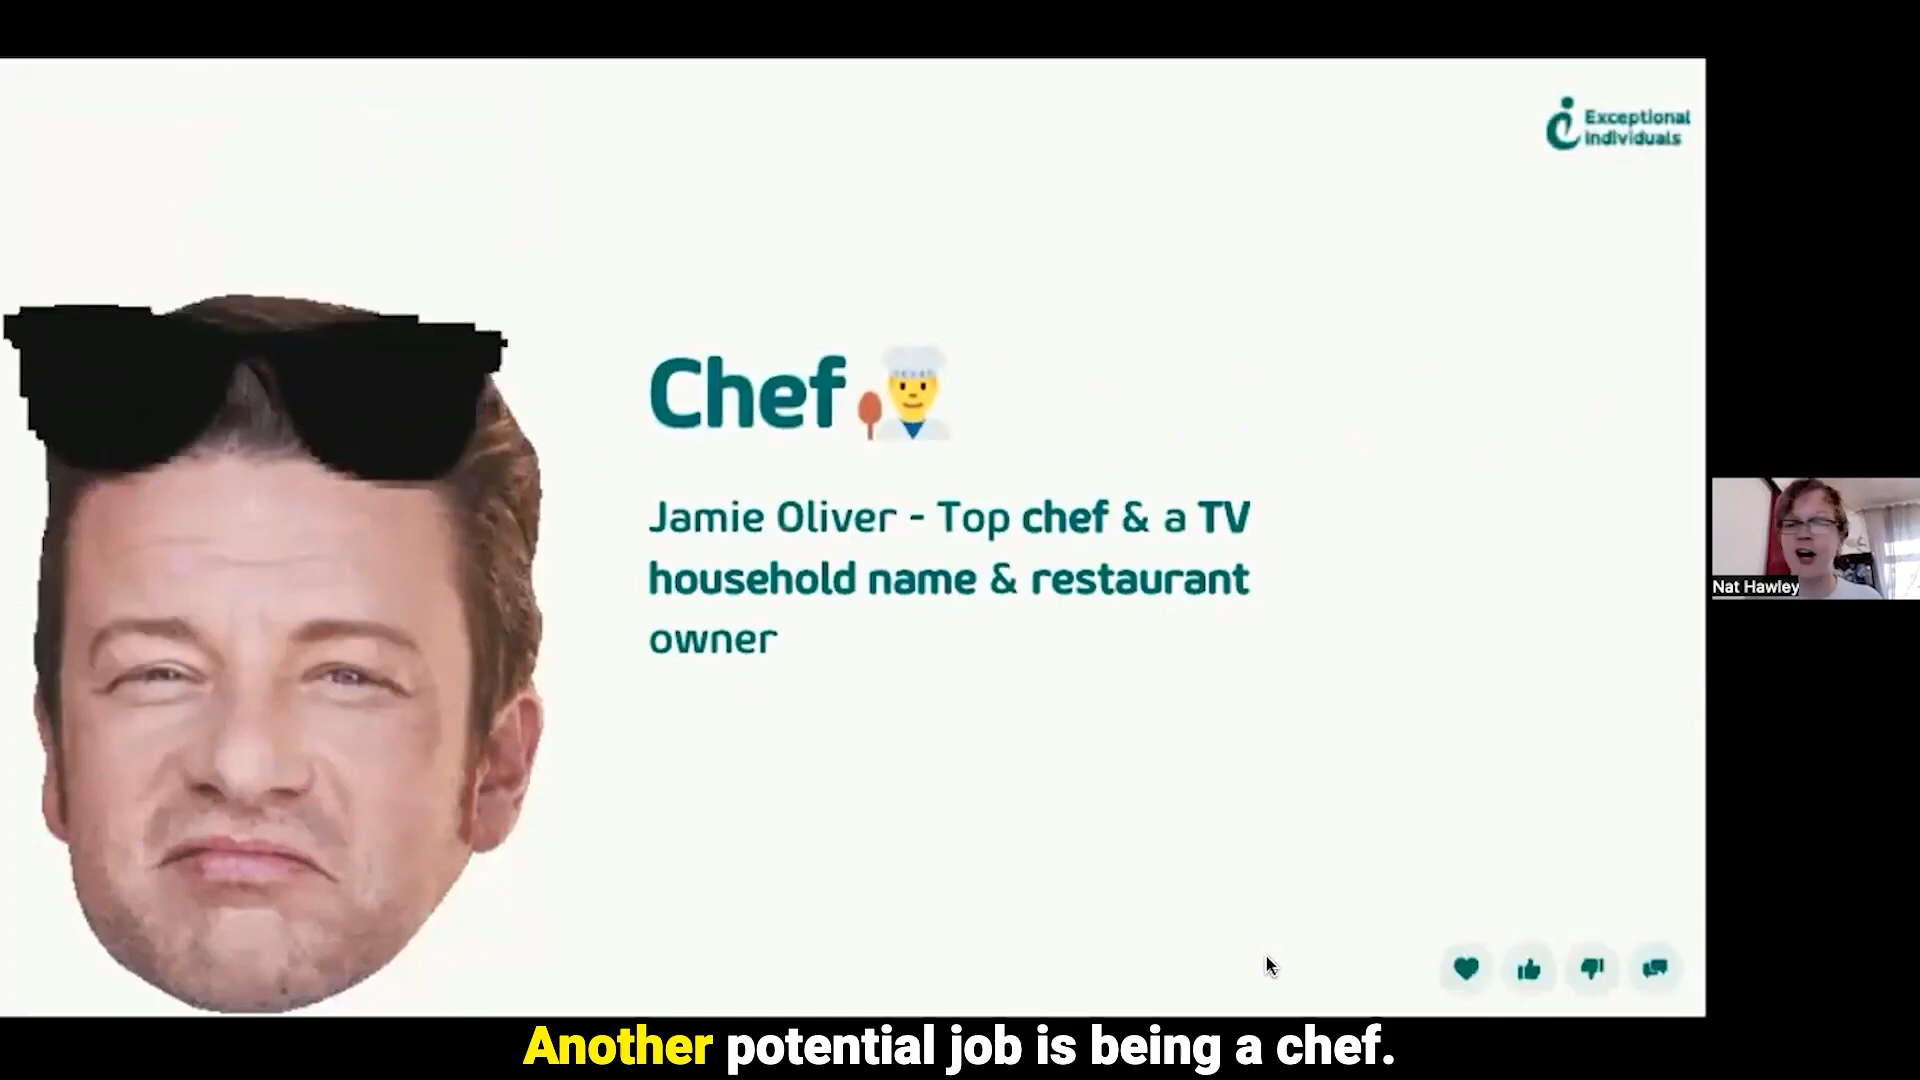 Exceptional
Individuals
Chef
Jamie Oliver - Top chef & a TV
household name & restaurant
owner
Nat Hawley
Another potential job is being a chef.